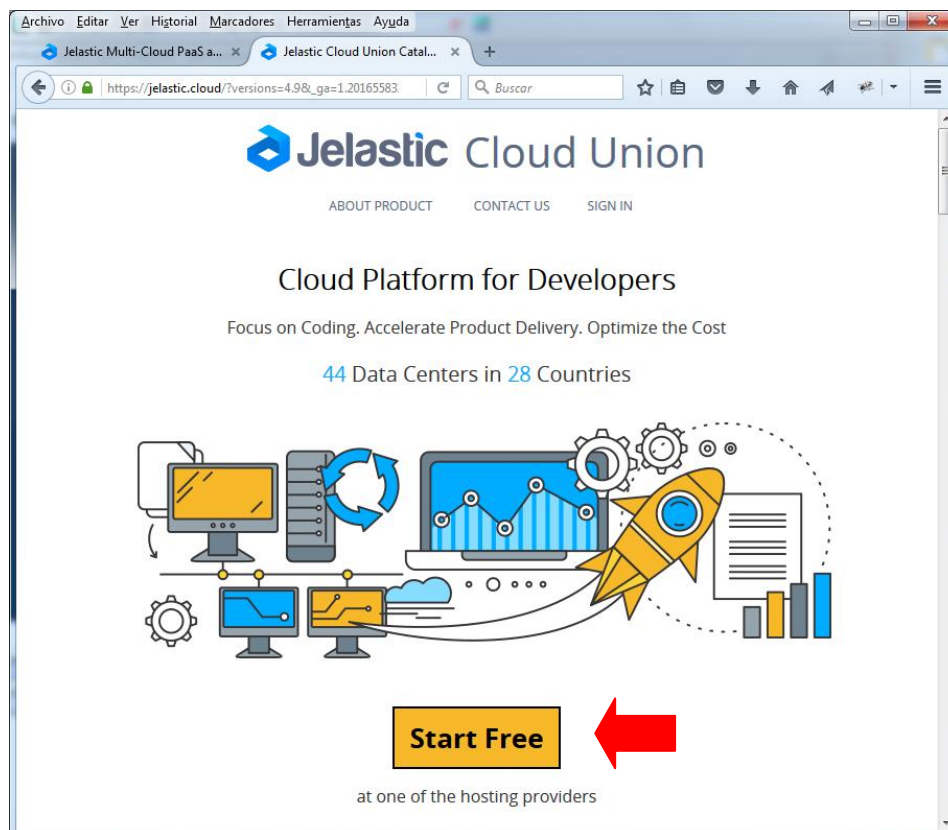 Archivo Editar Ver Historial Marcadores Herramientas Ayuda
Jelastic Multi-Cloud PaaS a... × Jelastic Cloud Union Catal... × +
https://jelastic.cloud/?versions=4.9&_ga=1.20165583 Buscar
Jelastic Cloud Union
ABOUT PRODUCT CONTACT US SIGN IN
Cloud Platform for Developers
Focus on Coding. Accelerate Product Delivery. Optimize the Cost
44 Data Centers in 28 Countries
Start Free
at one of the hosting providers